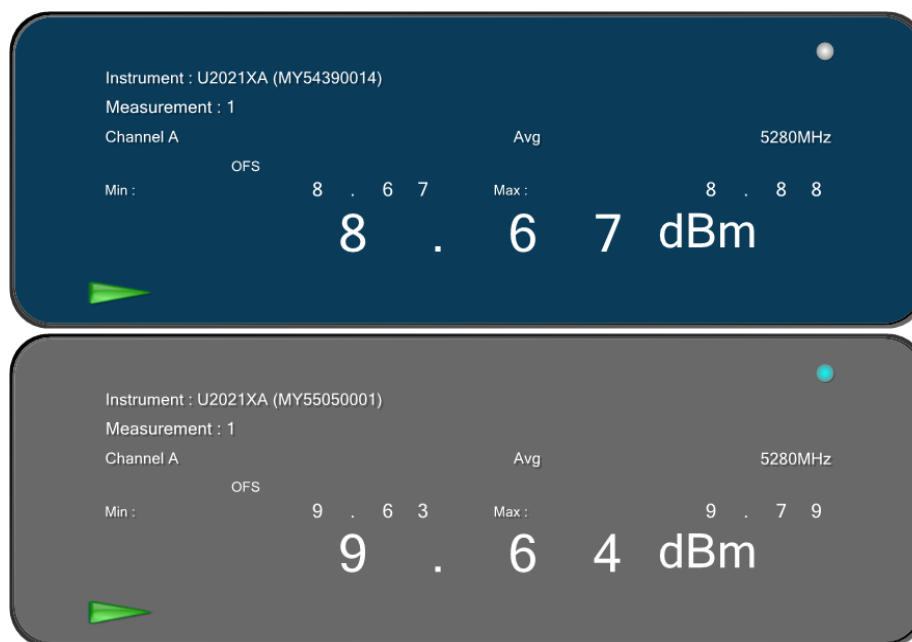 Instrument : U2021XA (MY54390014)
Measurement : 1
Channel A Avg 5280MHz
OFS
Min : 8 . 6 7 Max : 8 . 8 8
8 . 6 7 dBm
Instrument : U2021XA (MY55050001)
Measurement : 1
Channel A Avg 5280MHz
OFS
Min : 9 . 6 3 Max : 9 . 7 9
9 . 6 4 dBm